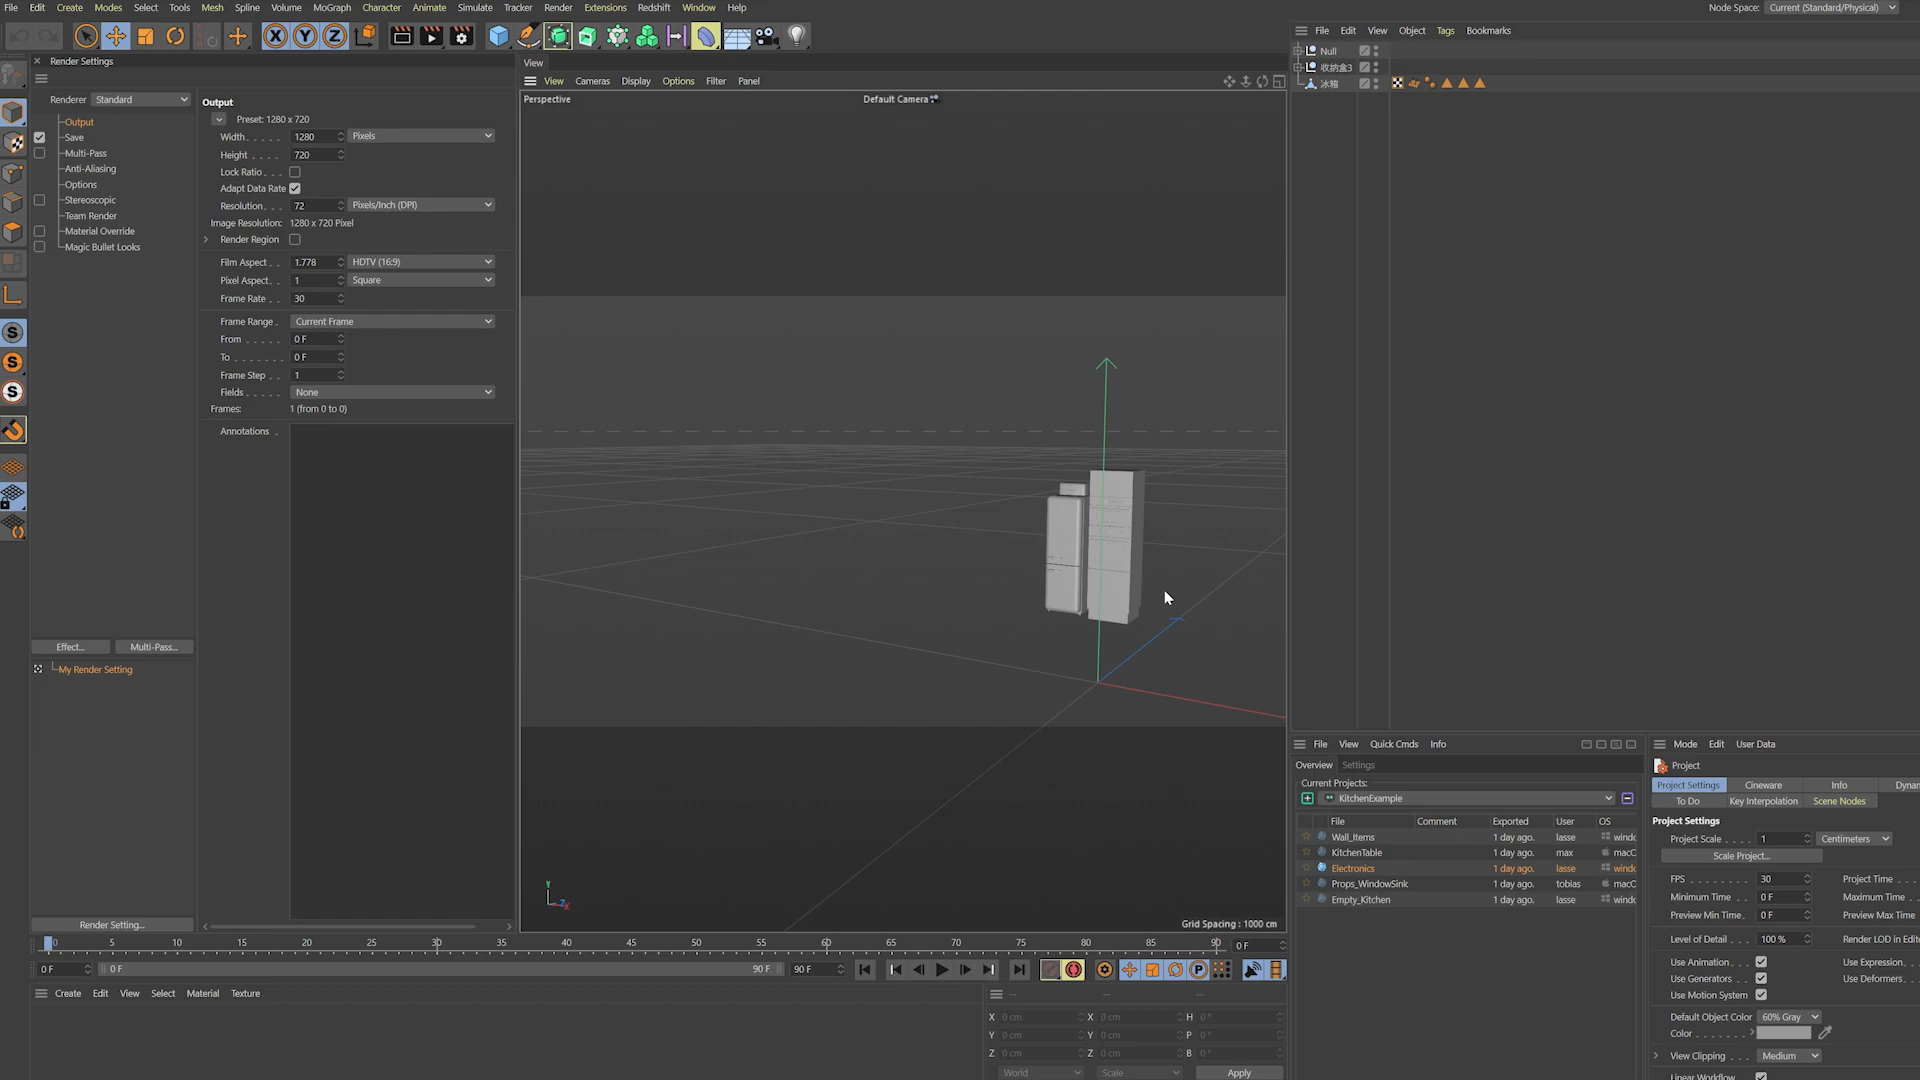 File Edit Create Modes Select Tools Mesh Spline Volume MoGraph Character Animate Simulate Tracker Render Extensions Redshift Window Help
Node Space: Current (Standard/Physical)
File Edit View Object Tags Bookmarks
Null
收納盒3
冰箱
Render Settings
Renderer Standard
Output
Save
Multi-Pass
Anti-Aliasing
Options
Stereoscopic
Team Render
Material Override
Magic Bullet Looks
Effect... Multi-Pass...
My Render Setting
Render Setting...
Output
Preset: 1280 x 720
Width 1280 Pixels
Height 720
Lock Ratio
Adapt Data Rate
Resolution 72 Pixels/Inch (DPI)
Image Resolution: 1280 x 720 Pixel
Render Region
Film Aspect 1.778 HDTV (16:9)
Pixel Aspect 1 Square
Frame Rate 30
Frame Range Current Frame
From 0 F
To 0 F
Frame Step 1
Fields None
Frames: 1 (from 0 to 0)
Annotations
View
View Cameras Display Options Filter Panel
Perspective
Default Camera
Y
Z
X
Grid Spacing : 1000 cm
0 5 10 15 20 25 30 35 40 45 50 55 60 65 70 75 80 85 90 0 F
0 F 0 F 90 F 90 F
Create Edit View Select Material Texture
-- -- --
X 0 cm X 0 cm H 0 °
Y 0 cm Y 0 cm P 0 °
Z 0 cm Z 0 cm B 0 °
World Scale Apply
File View Quick Cmds Info
Overview Settings
Current Projects:
KitchenExample
File Comment Exported User OS
Wall_Items 1 day ago. lasse windo
KitchenTable 1 day ago. max macO
Electronics 1 day ago. lasse windo
Props_WindowSink 1 day ago. tobias macO
Empty_Kitchen 1 day ago. lasse windo
Mode Edit User Data
Project
Project Settings Cineware Info Dynan
To Do Key Interpolation Scene Nodes
Project Settings
Project Scale 1 Centimeters
Scale Project...
FPS 30 Project Time
Minimum Time 0 F Maximum Time
Preview Min Time 0 F Preview Max Time
Level of Detail 100 % Render LOD in Edito
Use Animation Use Expression
Use Generators Use Deformers
Use Motion System
Default Object Color 60% Gray
Color
View Clipping Medium
Linear Workflow